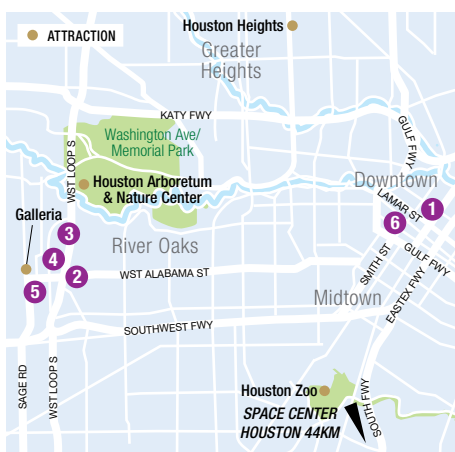 ATTRACTION
Houston Heights
Greater
Heights
KATY FWY
GULF FWY
Washington Ave/
Memorial Park
WST LOOP S
Houston Arboretum
& Nature Center
Downtown
LAMAR ST
1
6
Galleria
3
River Oaks
4
2
5
WST ALABAMA ST
SMITH ST
GULF FWY
EASTEX FWY
Midtown
SOUTHWEST FWY
SAGE RD
WST LOOP S
Houston Zoo
SPACE CENTER
HOUSTON 44KM
SOUTH FWY